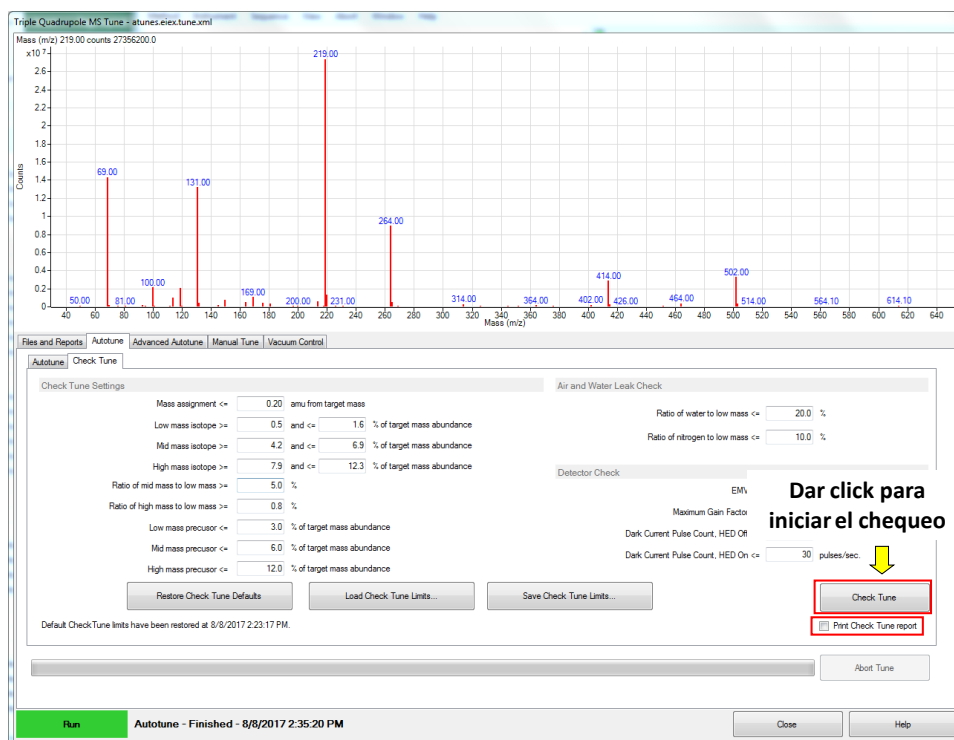 Triple Quadrupole MS Tune - atunes.eiex.tune.xml
Mass (m/z) 219.00 counts 27356200.0
x10 7
2.6
2.4
2.2
2
1.8
1.6
1.4
1.2
1
0.8
0.6
0.4
0.2
0
Counts
219.00
69.00
131.00
264.00
414.00
502.00
100.00
169.00
50.00 81.00 200.00 231.00 314.00 364.00 402.00 426.00 464.00 514.00 564.10 614.10
40 60 80 100 120 140 160 180 200 220 240 260 280 300 320 340 360 380 400 420 440 460 480 500 520 540 560 580 600 620 640
Mass (m/z)
Files and Reports Autotune Advanced Autotune Manual Tune Vacuum Control
Autotune Check Tune
Check Tune Settings
Mass assignment <= 0.20 amu from target mass
Low mass isotope >= 0.5 and <= 1.6 % of target mass abundance
Mid mass isotope >= 4.2 and <= 6.9 % of target mass abundance
High mass isotope >= 7.9 and <= 12.3 % of target mass abundance
Ratio of mid mass to low mass >= 5.0 %
Ratio of high mass to low mass >= 0.8 %
Low mass precusor <= 3.0 % of target mass abundance
Mid mass precusor <= 6.0 % of target mass abundance
High mass precusor <= 12.0 % of target mass abundance
Air and Water Leak Check
Ratio of water to low mass <= 20.0 %
Ratio of nitrogen to low mass <= 10.0 %
Detector Check
EMV
Maximum Gain Factor
Dark Current Pulse Count, HED Off
Dark Current Pulse Count, HED On <= 30 pulses/sec.
Dar click para
iniciar el chequeo
Restore Check Tune Defaults Load Check Tune Limits... Save Check Tune Limits... Check Tune
Default CheckTune limits have been restored at 8/8/2017 2:23:17 PM.
Print Check Tune report
Abort Tune
Run Autotune - Finished - 8/8/2017 2:35:20 PM Close Help